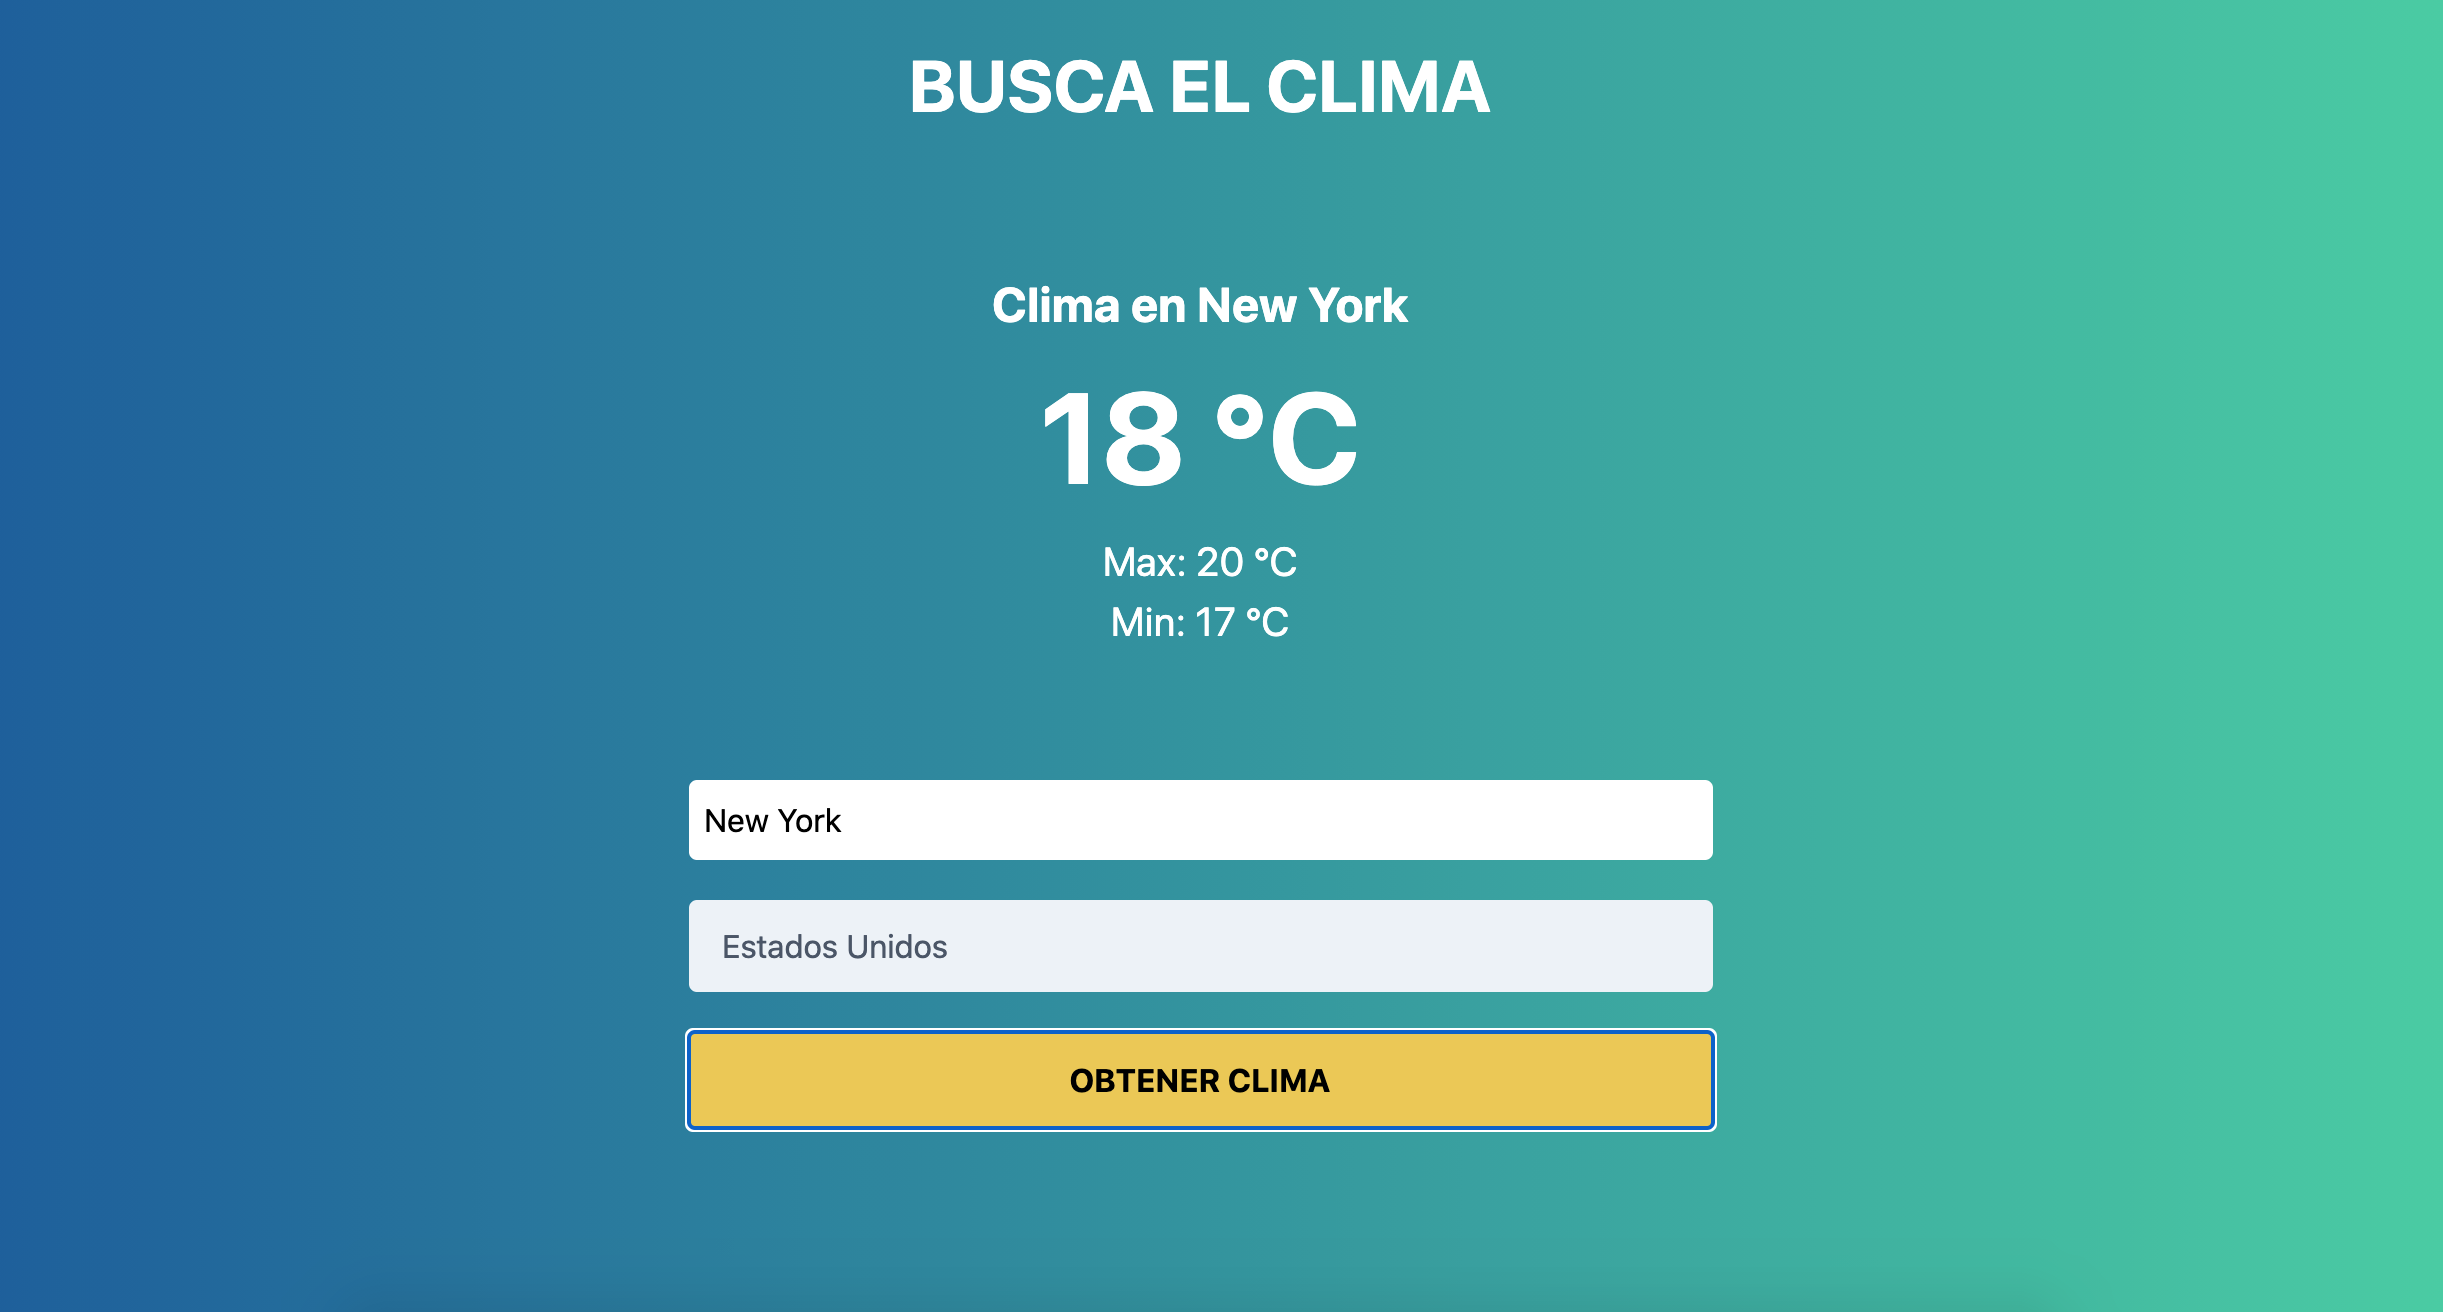 BUSCA EL CLIMA
Clima en New York
18 °C
Max: 20 °C
Min: 17 °C
New York
Estados Unidos
OBTENER CLIMA